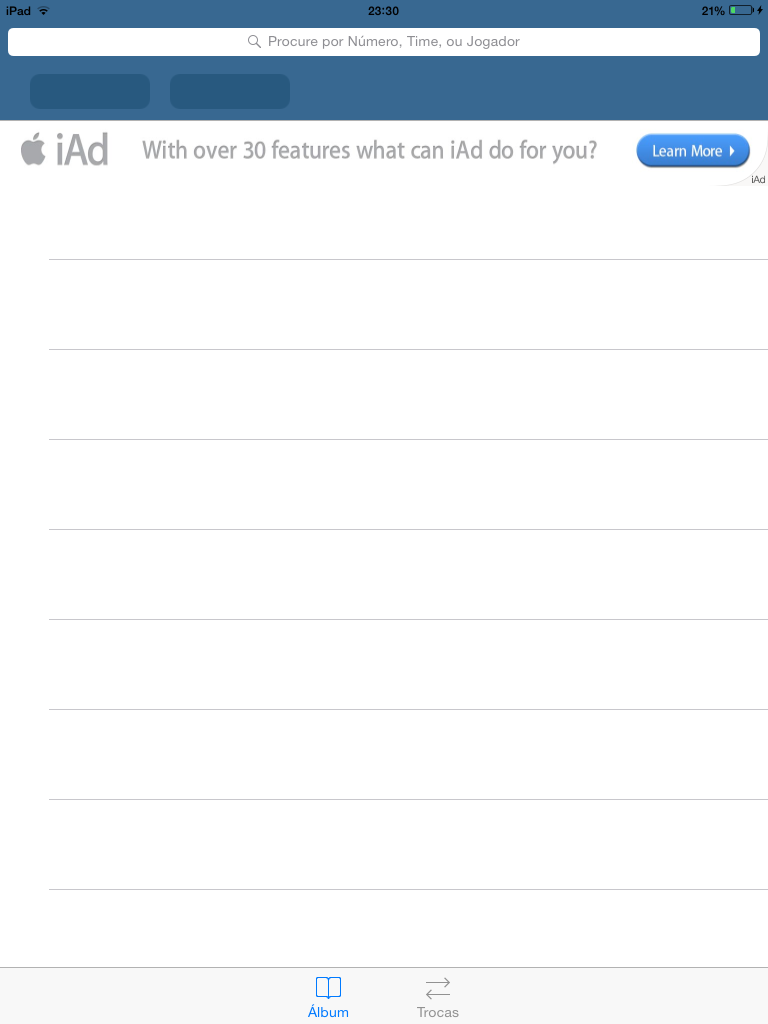 iPad 23:30 21%
Procure por Número, Time, ou Jogador
iAd With over 30 features what can iAd do for you? Learn More
iAd
Álbum Trocas